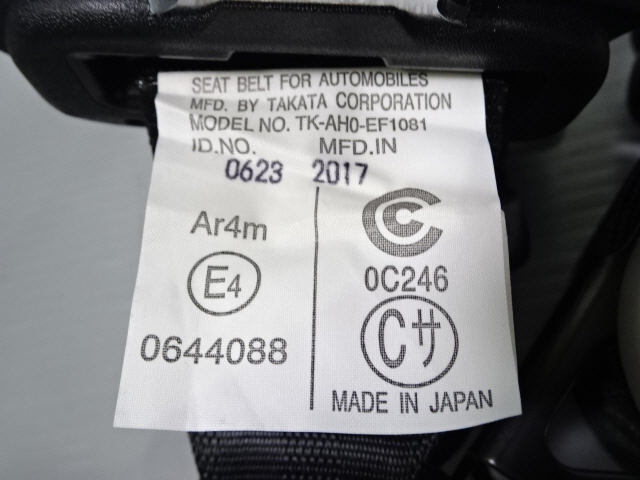 SEAT BELT FOR AUTOMOBILES
MFD. BY TAKATA CORPORATION
MODEL NO. TK-AH0-EF1081
ID.NO. MFD.IN
0623 2017
Ar4m
E4
0644088
CC
0C246
Cサ
MADE IN JAPAN